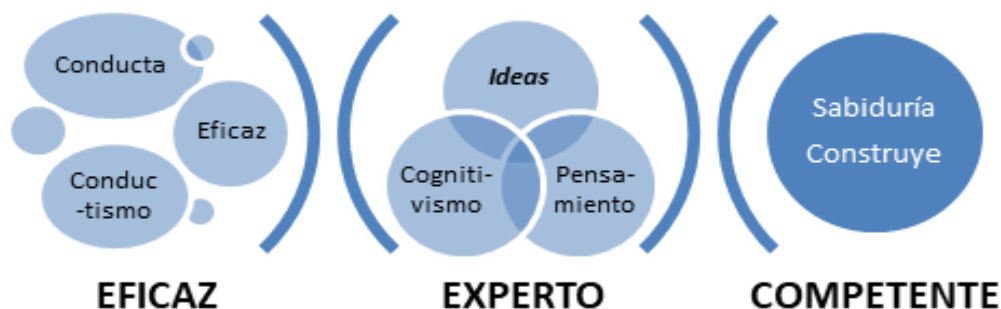 Conducta
Eficaz
Conduc
-tismo
EFICAZ
Ideas
Cogniti-
vismo
Pensa-
miento
EXPERTO
Sabiduría
Construye
COMPETENTE